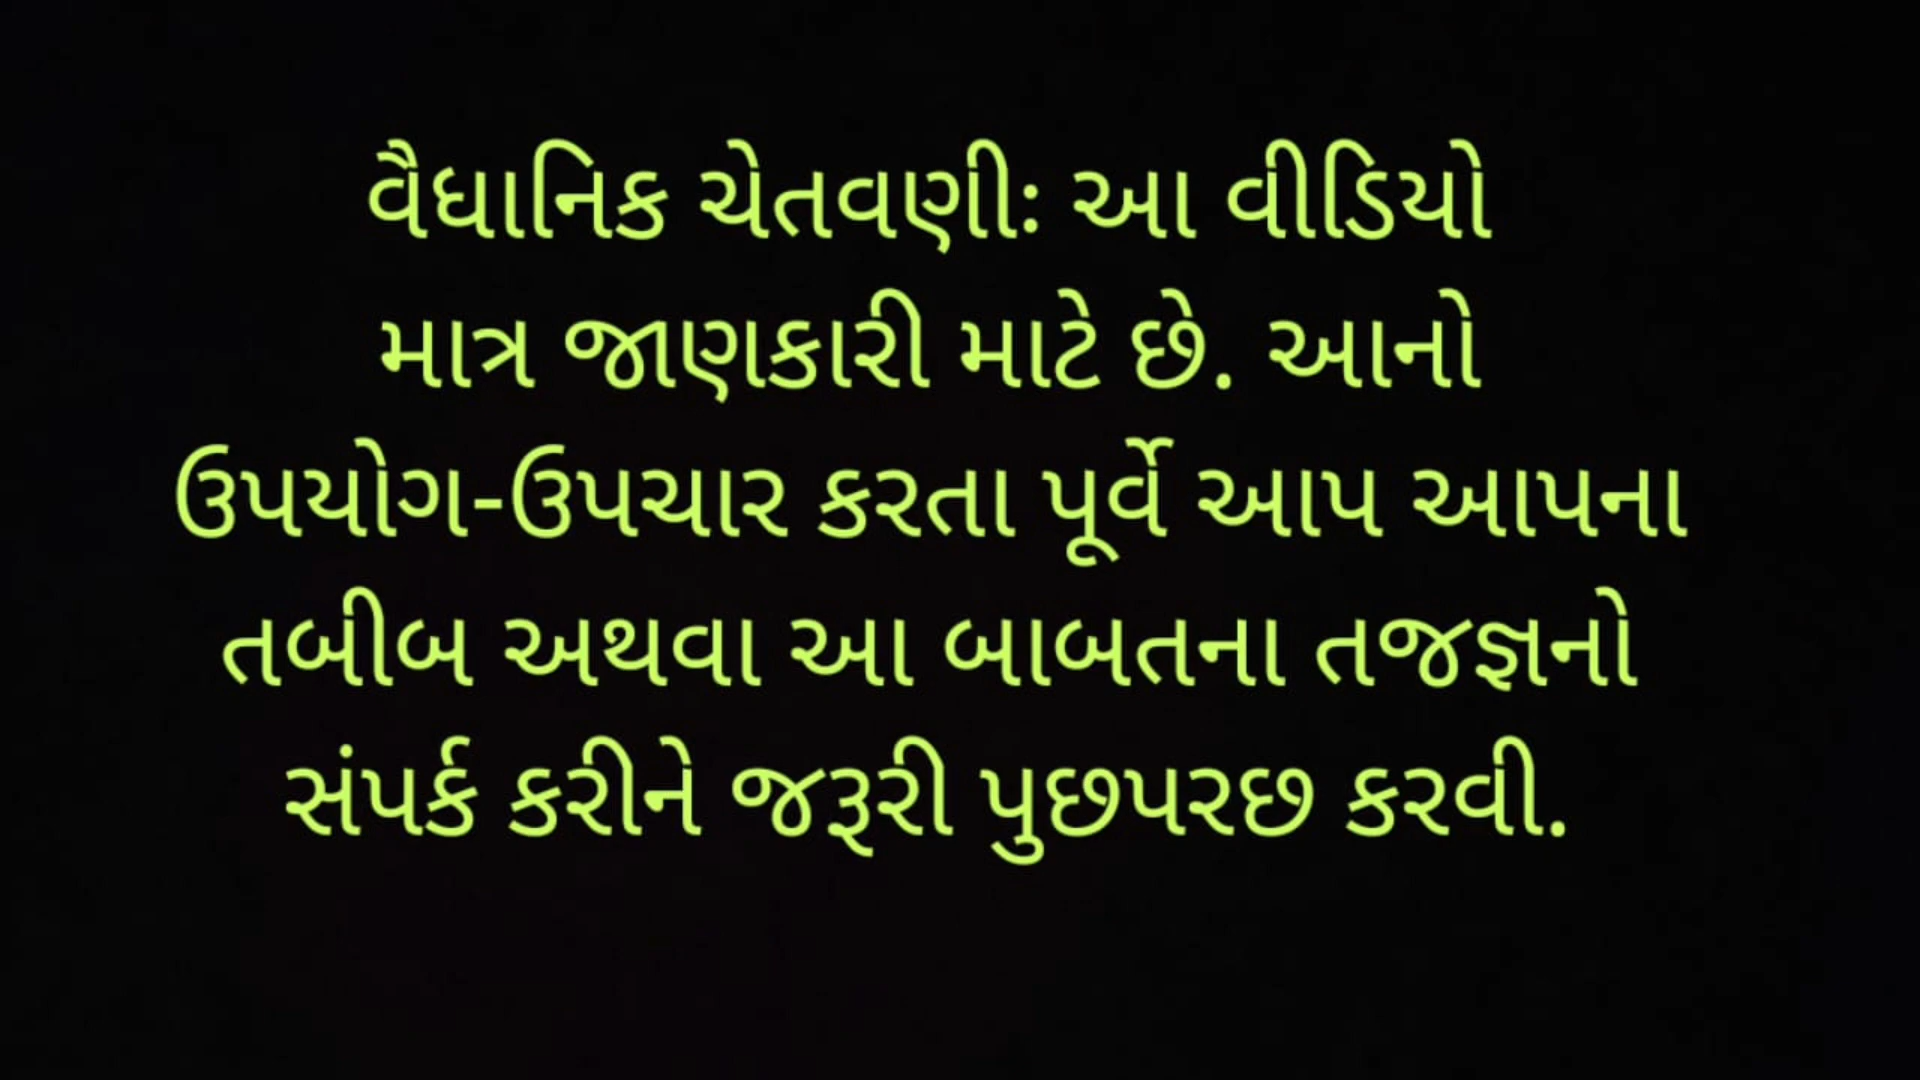 વૈધાનિક ચેતવણીઃ આ વીડિયો
માત્ર જાણકારી માટે છે. આનો
ઉપયોગ-ઉપચાર કરતા પૂર્વે આપ આપના
તબીબ અથવા આ બાબતના તજજ્ઞનો
સંપર્ક કરીને જરૂરી પુછપરછ કરવી.